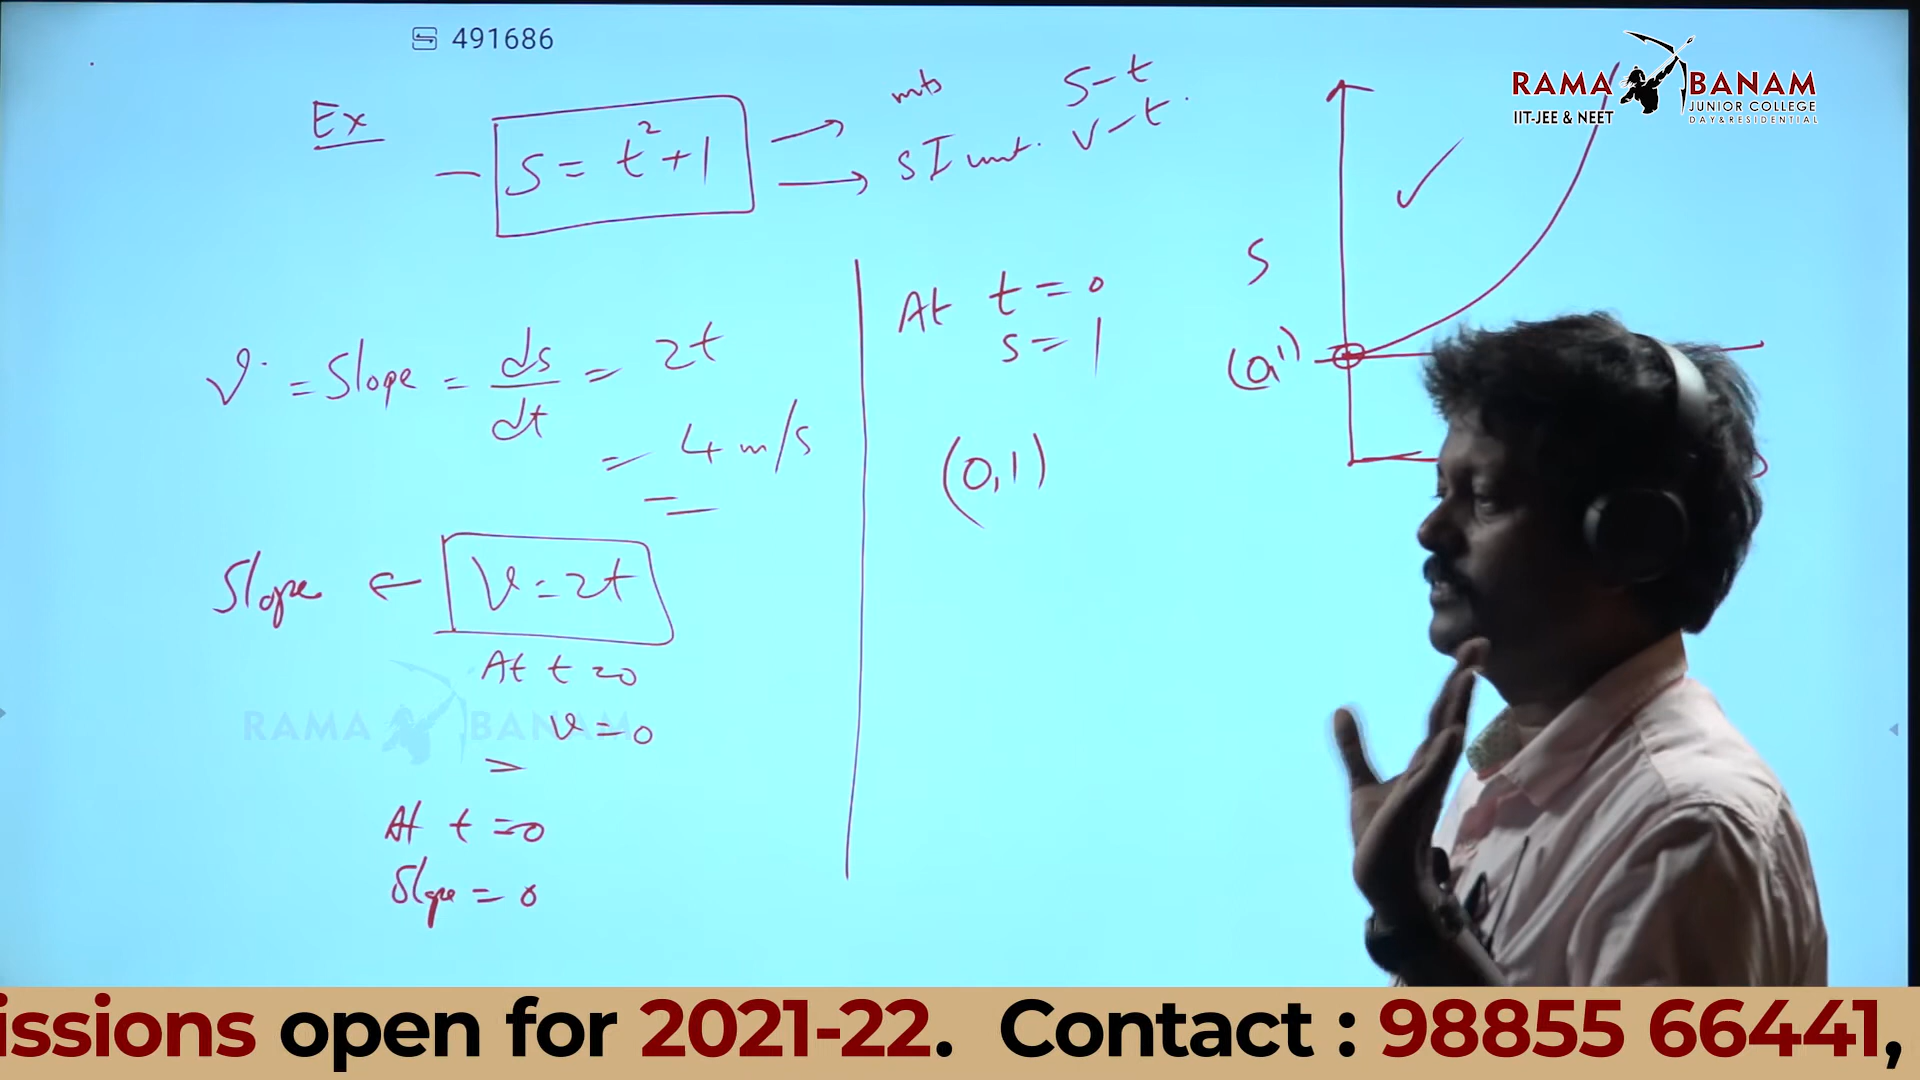 491686
RAMA BANAM
JUNIOR COLLEGE
IIT-JEE & NEET
DAY & RESIDENTIAL
Ex
S = t² + 1
mts
SI unit.
S-t
v-t.
v = Slope = ds/dt = 2t
= 4 m/s
Slope ← V = 2t
At t = 0
v = 0
At t = 0
Slope = 0
At t = 0
s = 1
(0,1)
S
(0,1)
RAMA BANAM
issions open for 2021-22. Contact : 98855 66441,